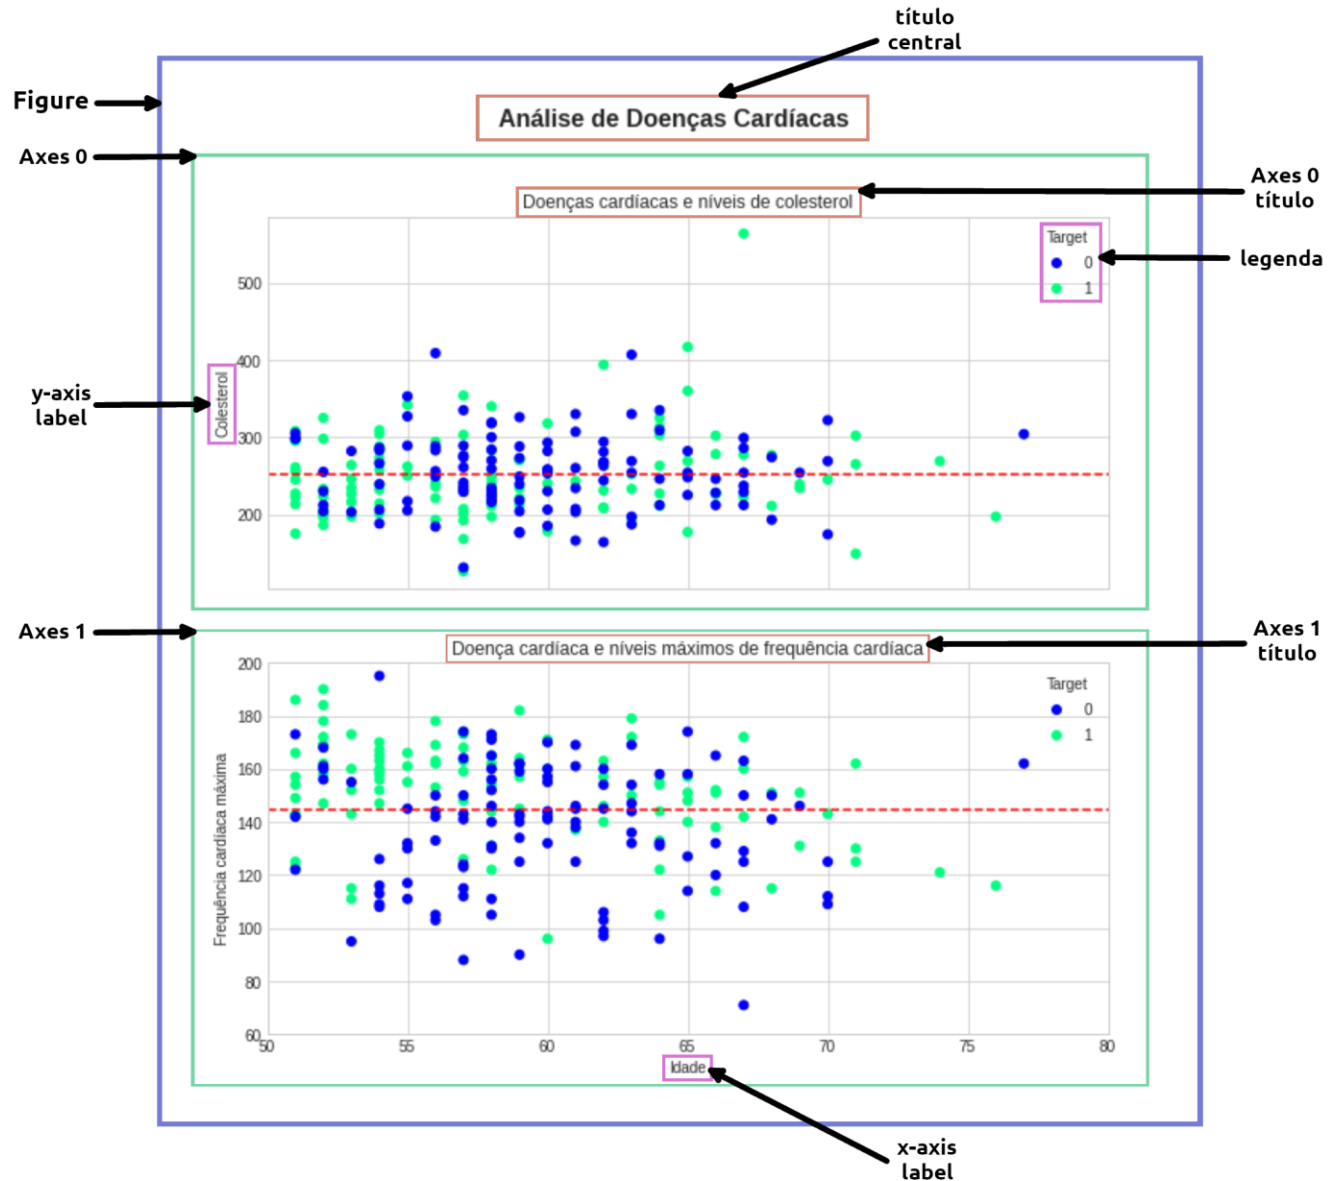 título
central
Figure
Análise de Doenças Cardíacas
Axes 0
Axes 0
título
Doenças cardíacas e níveis de colesterol
Target
0
1
legenda
500
400
300
200
Colesterol
y-axis
label
Axes 1
Axes 1
título
Doença cardíaca e níveis máximos de frequência cardíaca
Target
0
1
200
180
160
140
120
100
80
60
Frequência cardíaca máxima
50 55 60 65 70 75 80
Idade
x-axis
label